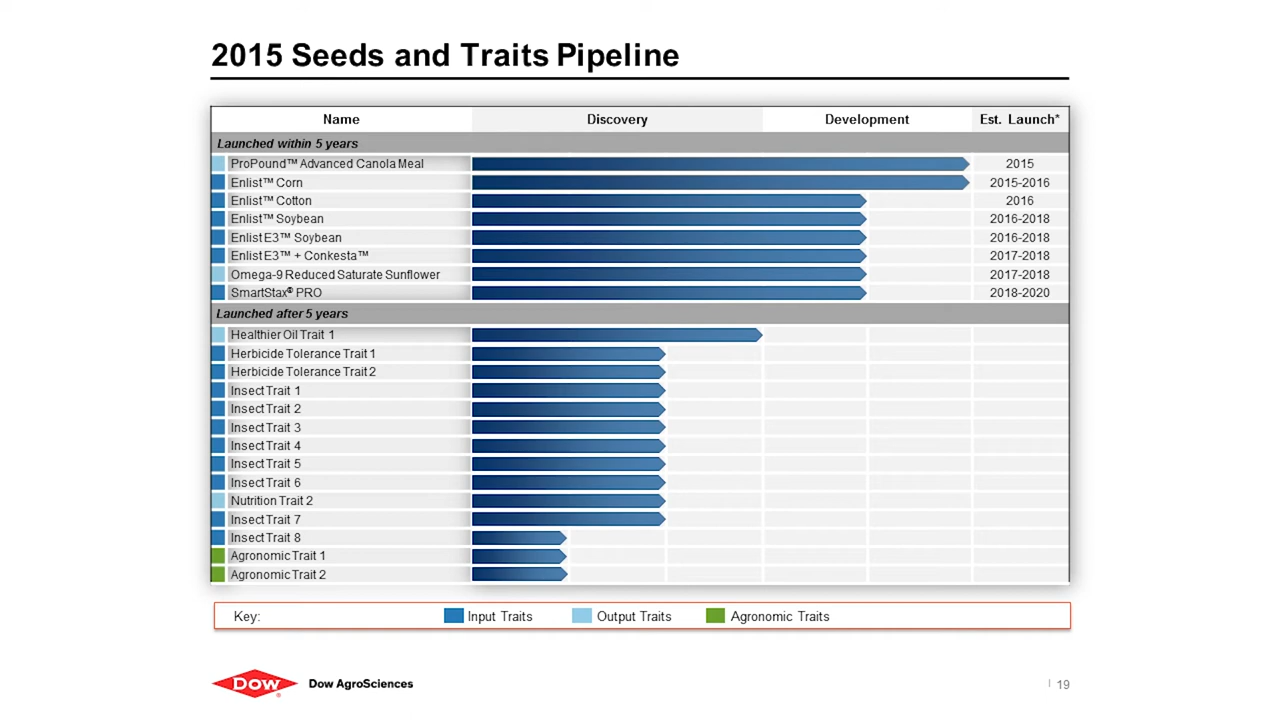 2015 Seeds and Traits Pipeline
Name Discovery Development Est. Launch*
Launched within 5 years
ProPound™ Advanced Canola Meal 2015
Enlist™ Corn 2015-2016
Enlist™ Cotton 2016
Enlist™ Soybean 2016-2018
Enlist E3™ Soybean 2016-2018
Enlist E3™ + Conkesta™ 2017-2018
Omega-9 Reduced Saturate Sunflower 2017-2018
SmartStax® PRO 2018-2020
Launched after 5 years
Healthier Oil Trait 1
Herbicide Tolerance Trait 1
Herbicide Tolerance Trait 2
Insect Trait 1
Insect Trait 2
Insect Trait 3
Insect Trait 4
Insect Trait 5
Insect Trait 6
Nutrition Trait 2
Insect Trait 7
Insect Trait 8
Agronomic Trait 1
Agronomic Trait 2
Key: Input Traits Output Traits Agronomic Traits
DOW® Dow AgroSciences
| 19